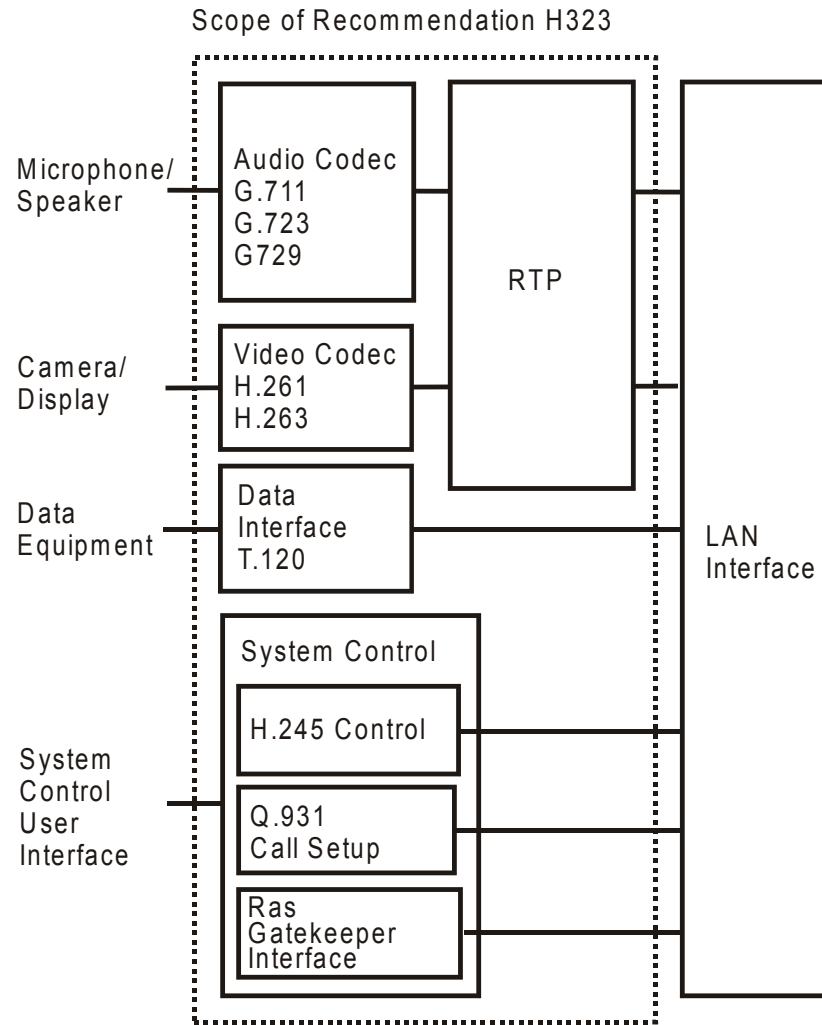 Scope of Recommendation H323
Microphone/
Speaker
Audio Codec
G.711
G.723
G729
RTP
Camera/
Display
Video Codec
H.261
H.263
Data
Equipment
Data
Interface
T.120
LAN
Interface
System
Control
User
Interface
System Control
H.245 Control
Q.931
Call Setup
Ras
Gatekeeper
Interface